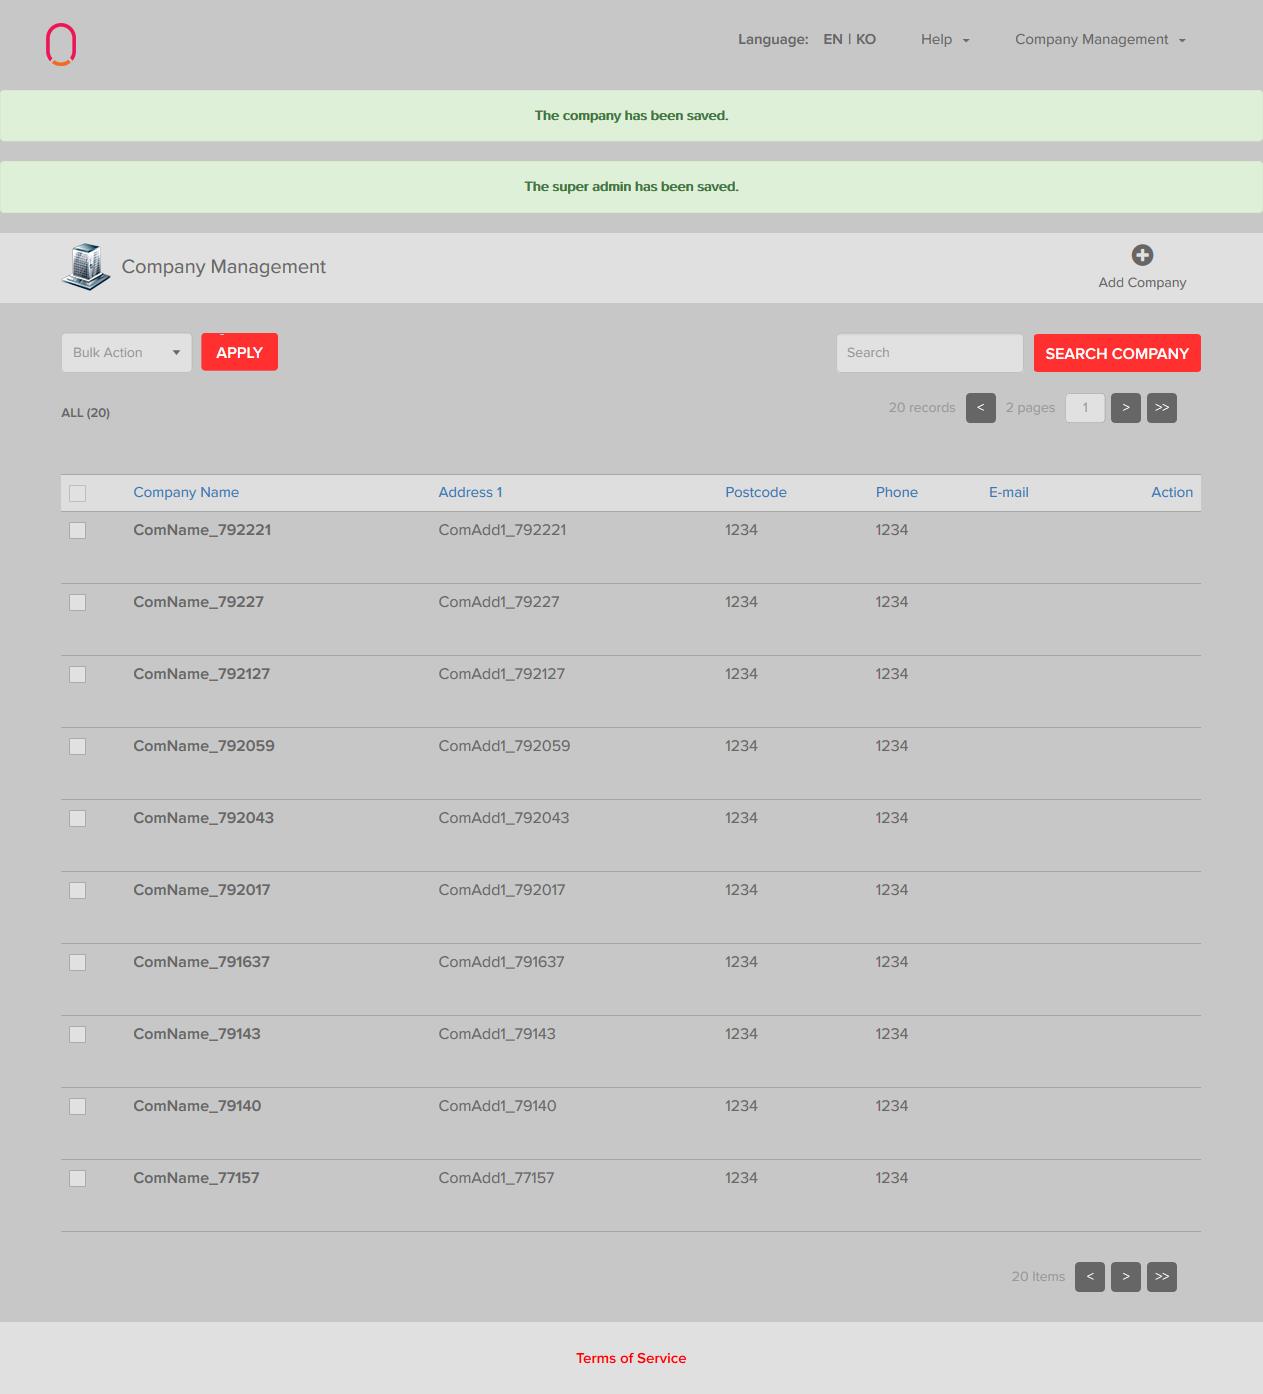 Language: EN | KO Help Company Management
The company has been saved.
The super admin has been saved.
Company Management
Add Company
Bulk Action APPLY Search SEARCH COMPANY
ALL (20) 20 records < 2 pages 1 > >>
Company Name Address 1 Postcode Phone E-mail Action
ComName_792221 ComAdd1_792221 1234 1234
ComName_79227 ComAdd1_79227 1234 1234
ComName_792127 ComAdd1_792127 1234 1234
ComName_792059 ComAdd1_792059 1234 1234
ComName_792043 ComAdd1_792043 1234 1234
ComName_792017 ComAdd1_792017 1234 1234
ComName_791637 ComAdd1_791637 1234 1234
ComName_79143 ComAdd1_79143 1234 1234
ComName_79140 ComAdd1_79140 1234 1234
ComName_77157 ComAdd1_77157 1234 1234
20 Items < > >>
Terms of Service